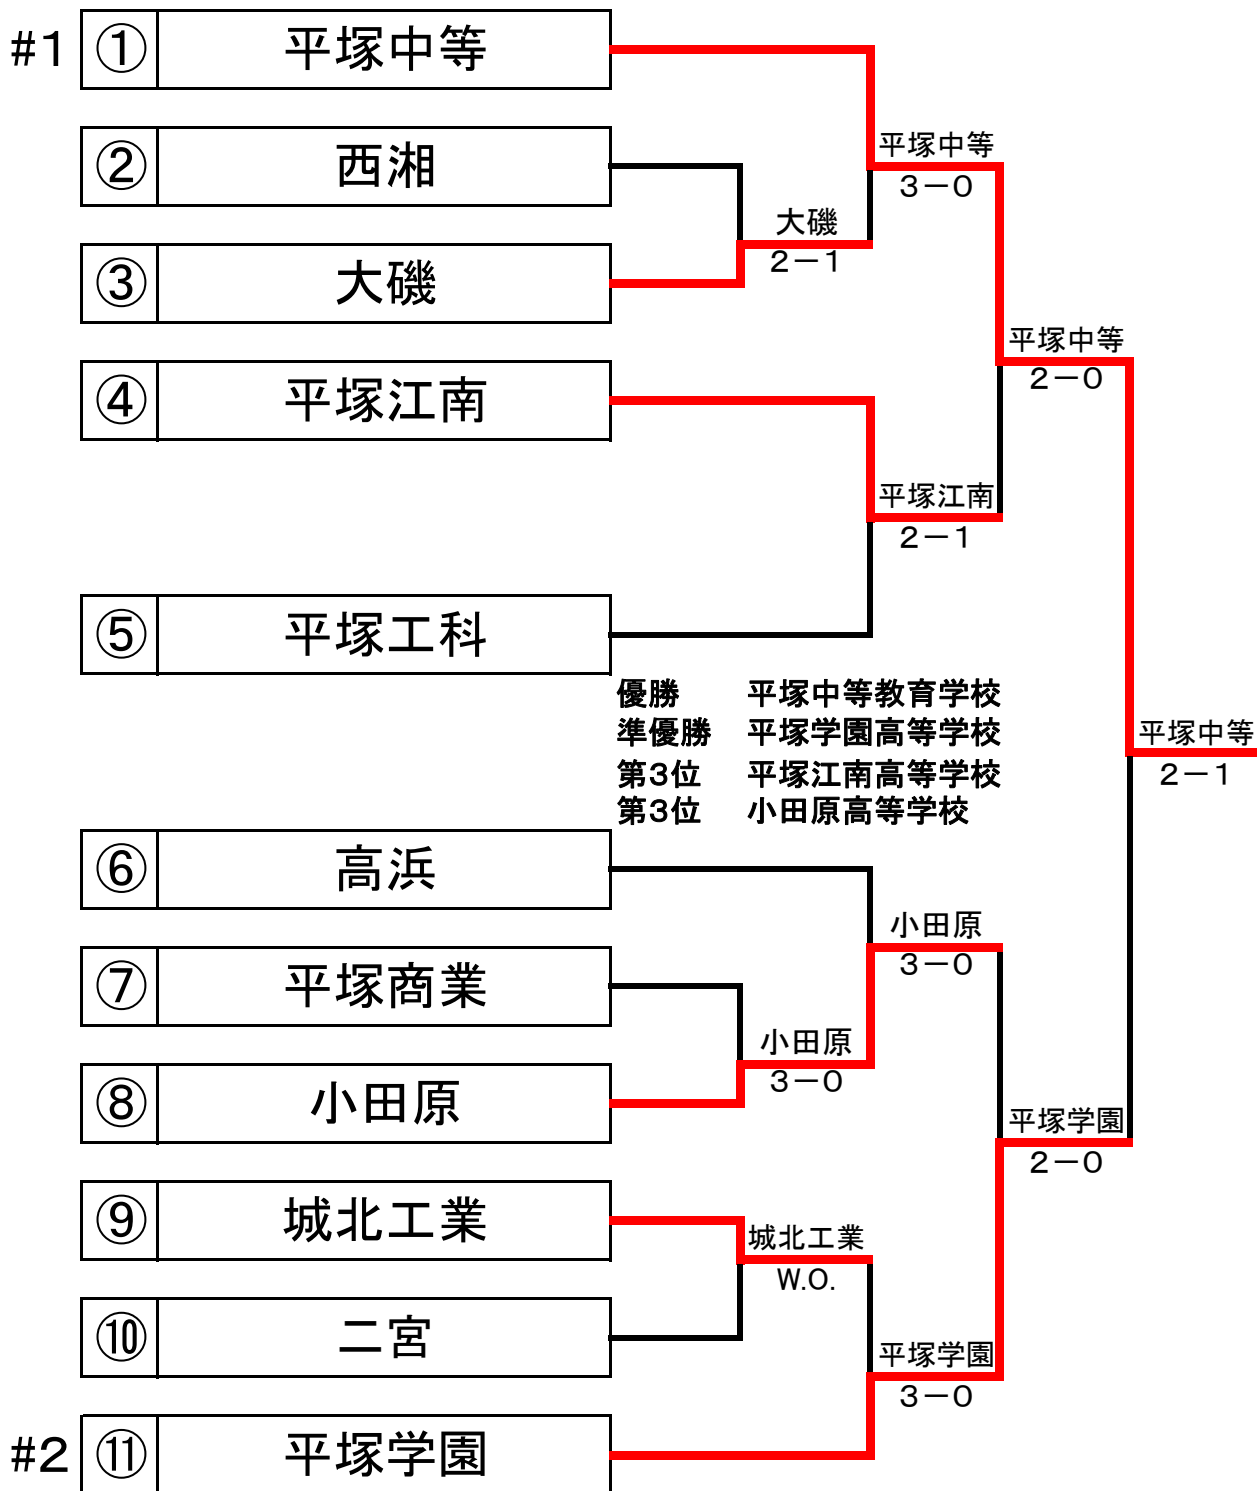 #1 ① 平塚中等
平塚中等
3－0
② 西湘
大磯
2－1
③ 大磯
平塚中等
2－0
④ 平塚江南
平塚江南
2－1
⑤ 平塚工科
優勝 平塚中等教育学校
準優勝 平塚学園高等学校
第3位 平塚江南高等学校
第3位 小田原高等学校
平塚中等
2－1
⑥ 高浜
小田原
3－0
⑦ 平塚商業
小田原
3－0
⑧ 小田原
平塚学園
2－0
⑨ 城北工業
城北工業
W.O.
⑩ 二宮
平塚学園
3－0
#2 ⑪ 平塚学園